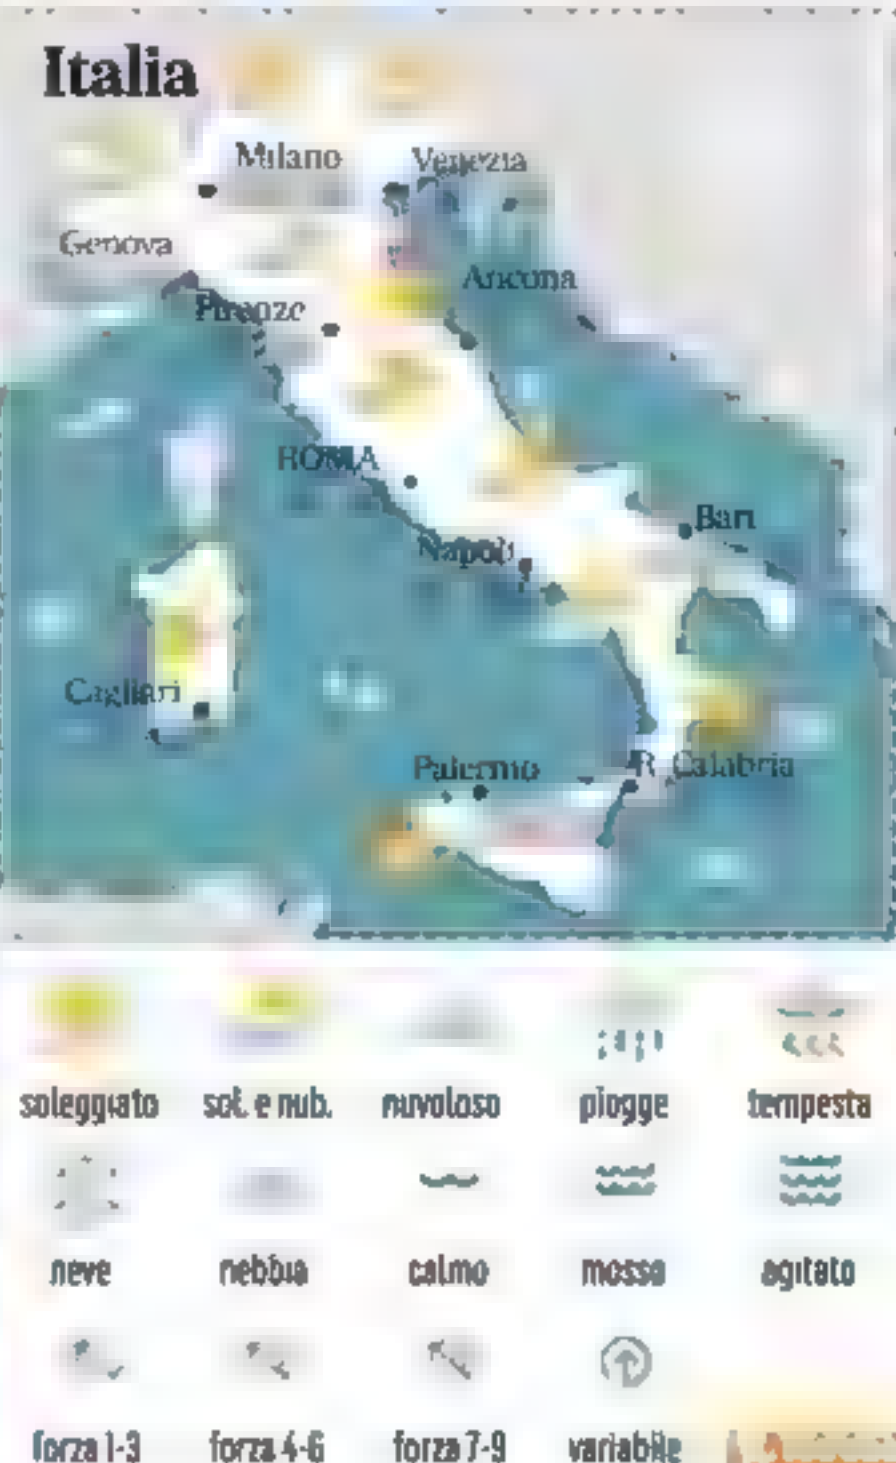 Italia
Milano Venezia
Genova
Ancona
Firenze
ROMA
Bari
Napoli
Cagliari
Palermo R. Calabria
soleggiato sol. e nub. nuvoloso piogge tempesta
neve nebbia calmo mosso agitato
forza 1-3 forza 4-6 forza 7-9 variabile